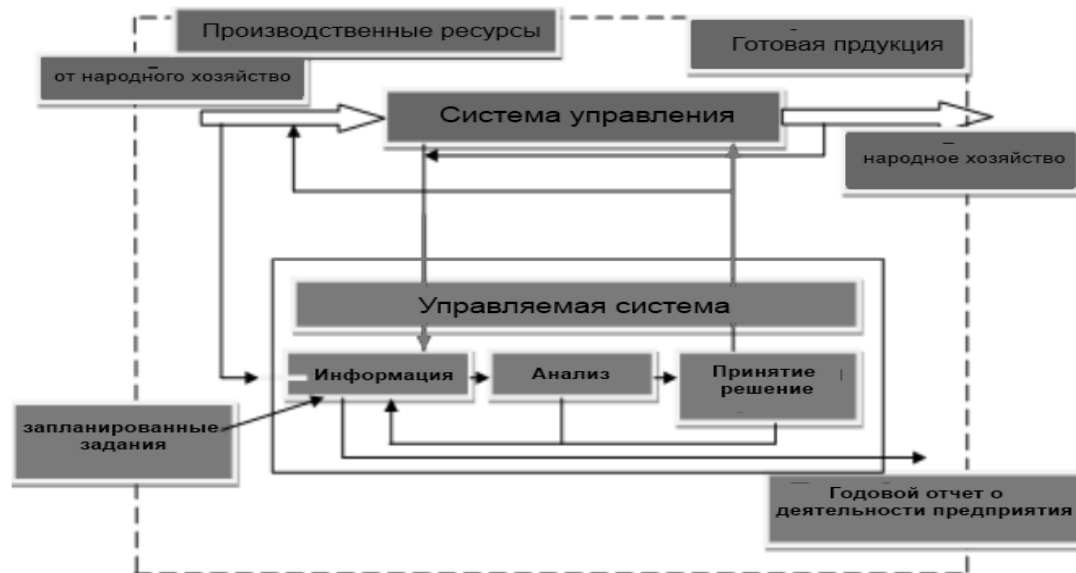 Производственные ресурсы
Готовая прдукция
от народного хозяйство
Система управления
народное хозяйство
Управляемая система
Информация
Анализ
Принятие
решение
запланированные
задания
Годовой отчет о
деятельности предприятия